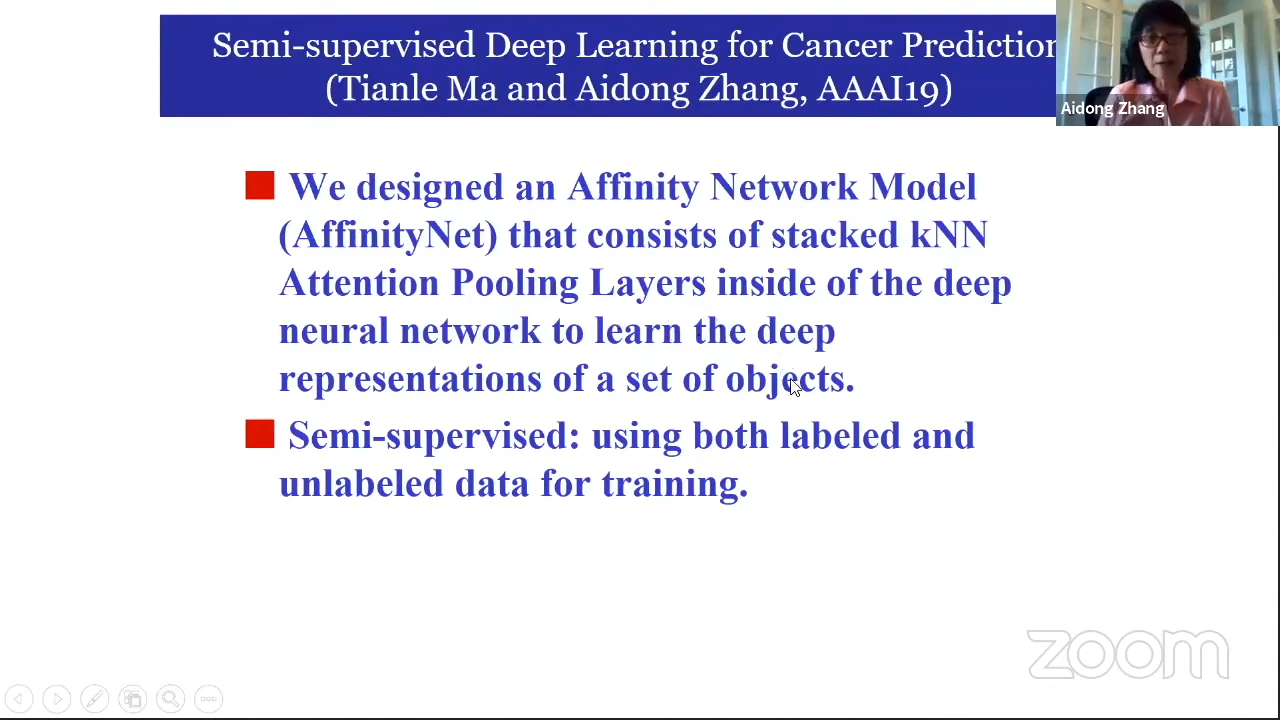 Semi-supervised Deep Learning for Cancer Prediction
(Tianle Ma and Aidong Zhang, AAAI19)
Aidong Zhang
We designed an Affinity Network Model
(AffinityNet) that consists of stacked kNN
Attention Pooling Layers inside of the deep
neural network to learn the deep
representations of a set of objects.
Semi-supervised: using both labeled and
unlabeled data for training.
zoom